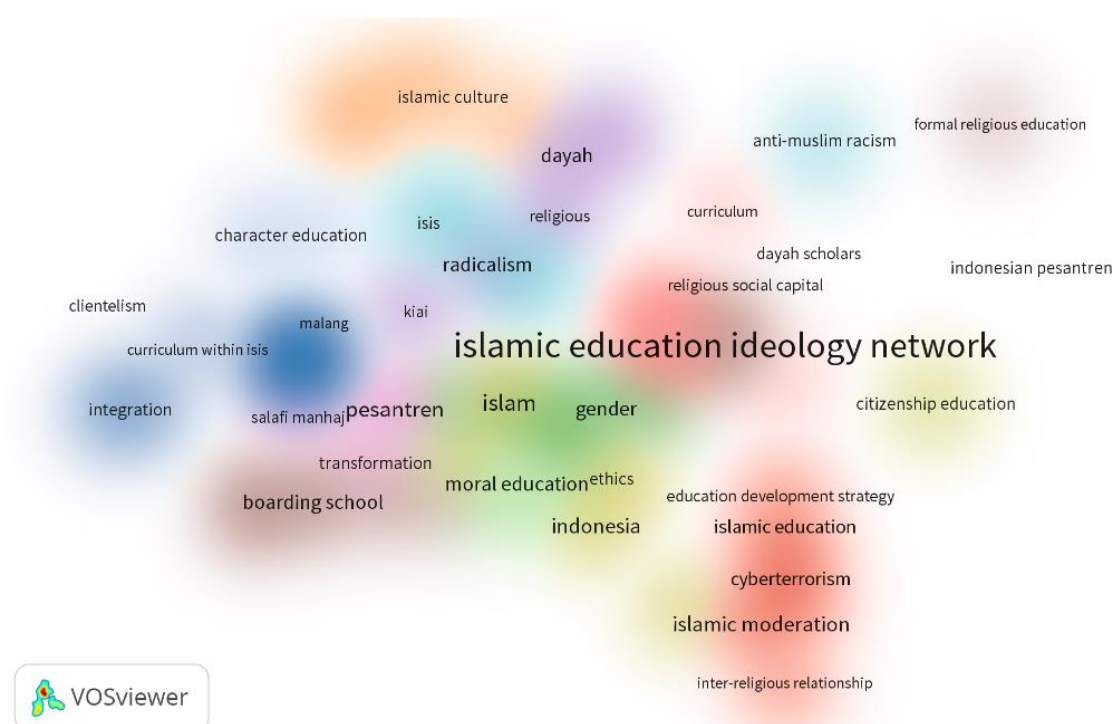 islamic culture
formal religious education
anti-muslim racism
dayah
curriculum
religious
isis
character education
dayah scholars
radicalism
indonesian pesantren
religious social capital
clientelism
kiai
malang
islamic education ideology network
curriculum within isis
islam
citizenship education
integration
pesantren
gender
salafi manhaj
transformation
ethics
moral education
education development strategy
boarding school
indonesia
islamic education
cyberterrorism
islamic moderation
inter-religious relationship
VOSviewer